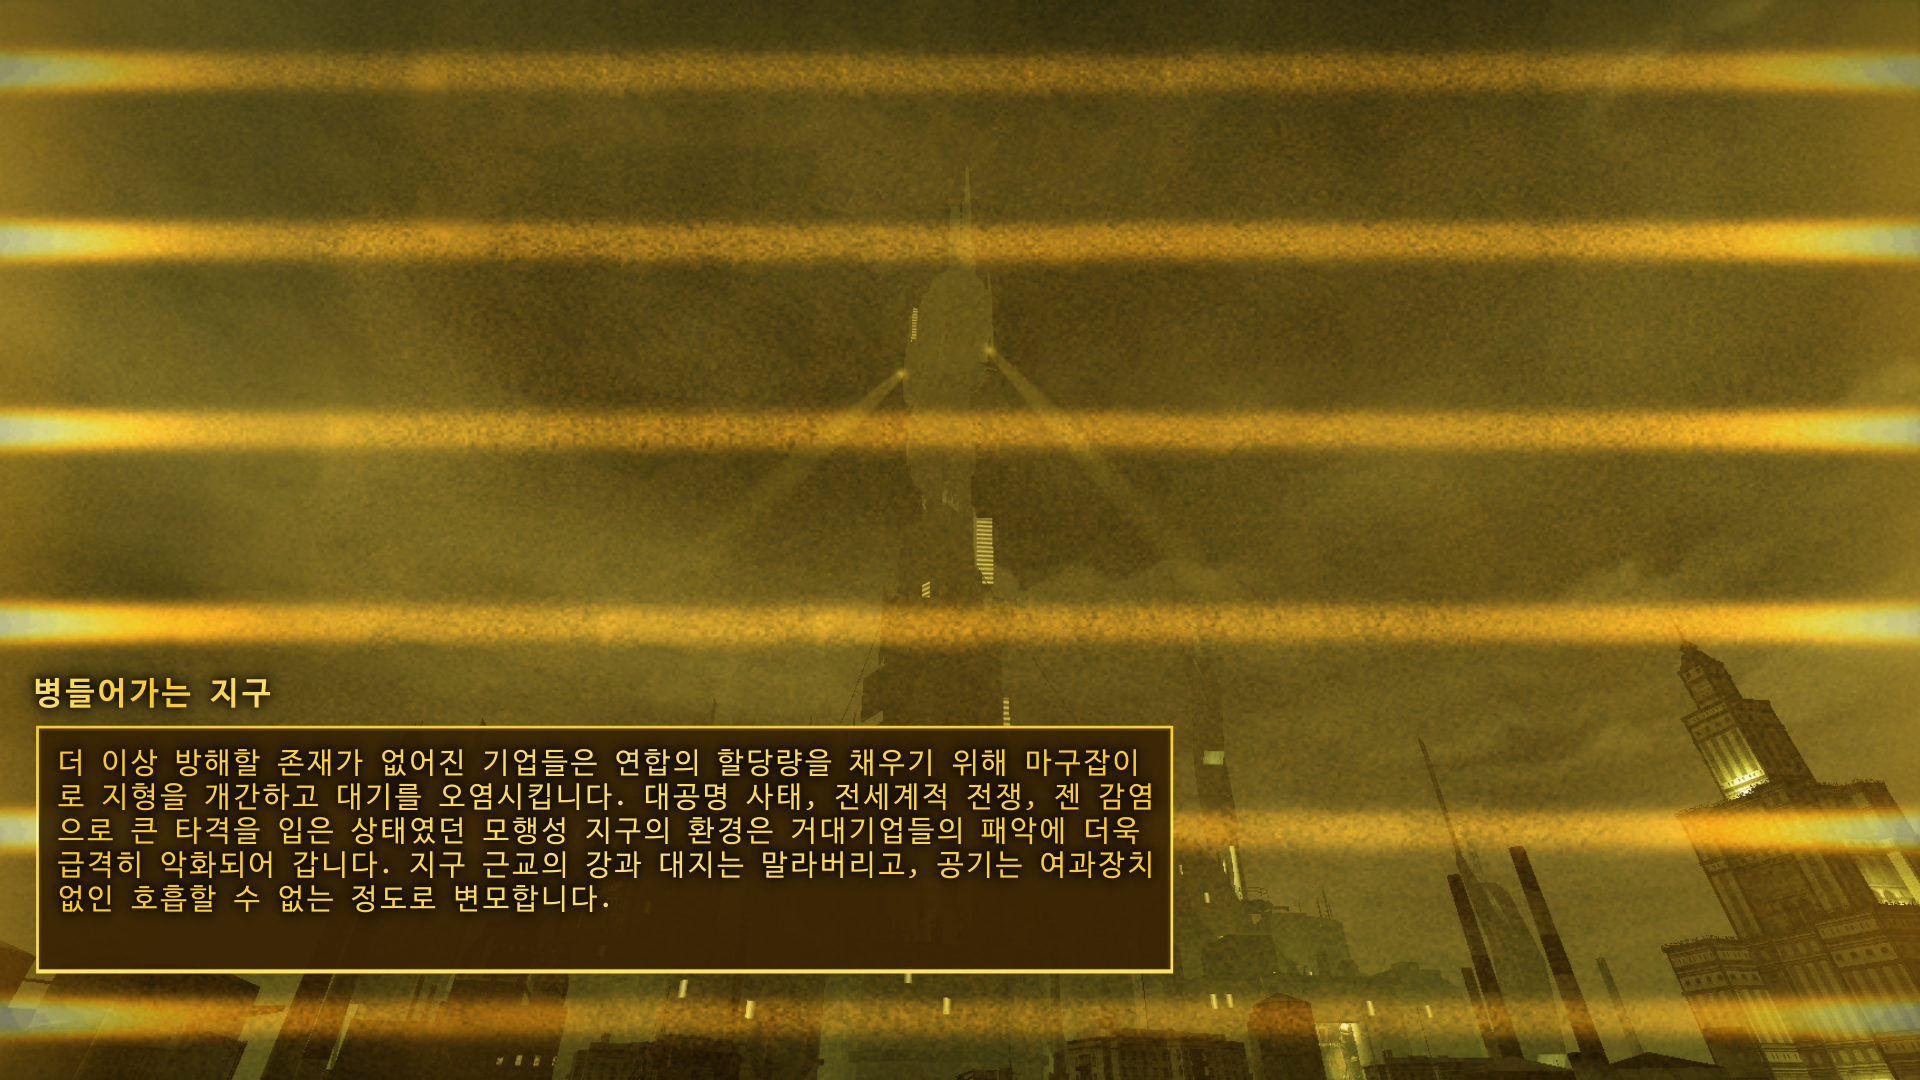 병들어가는 지구
더 이상 방해할 존재가 없어진 기업들은 연합의 할당량을 채우기 위해 마구잡이
로 지형을 개간하고 대기를 오염시킵니다. 대공명 사태, 전세계적 전쟁, 젠 감염
으로 큰 타격을 입은 상태였던 모행성 지구의 환경은 거대기업들의 패악에 더욱
급격히 악화되어 갑니다. 지구 근교의 강과 대지는 말라버리고, 공기는 여과장치
없인 호흡할 수 없는 정도로 변모합니다.